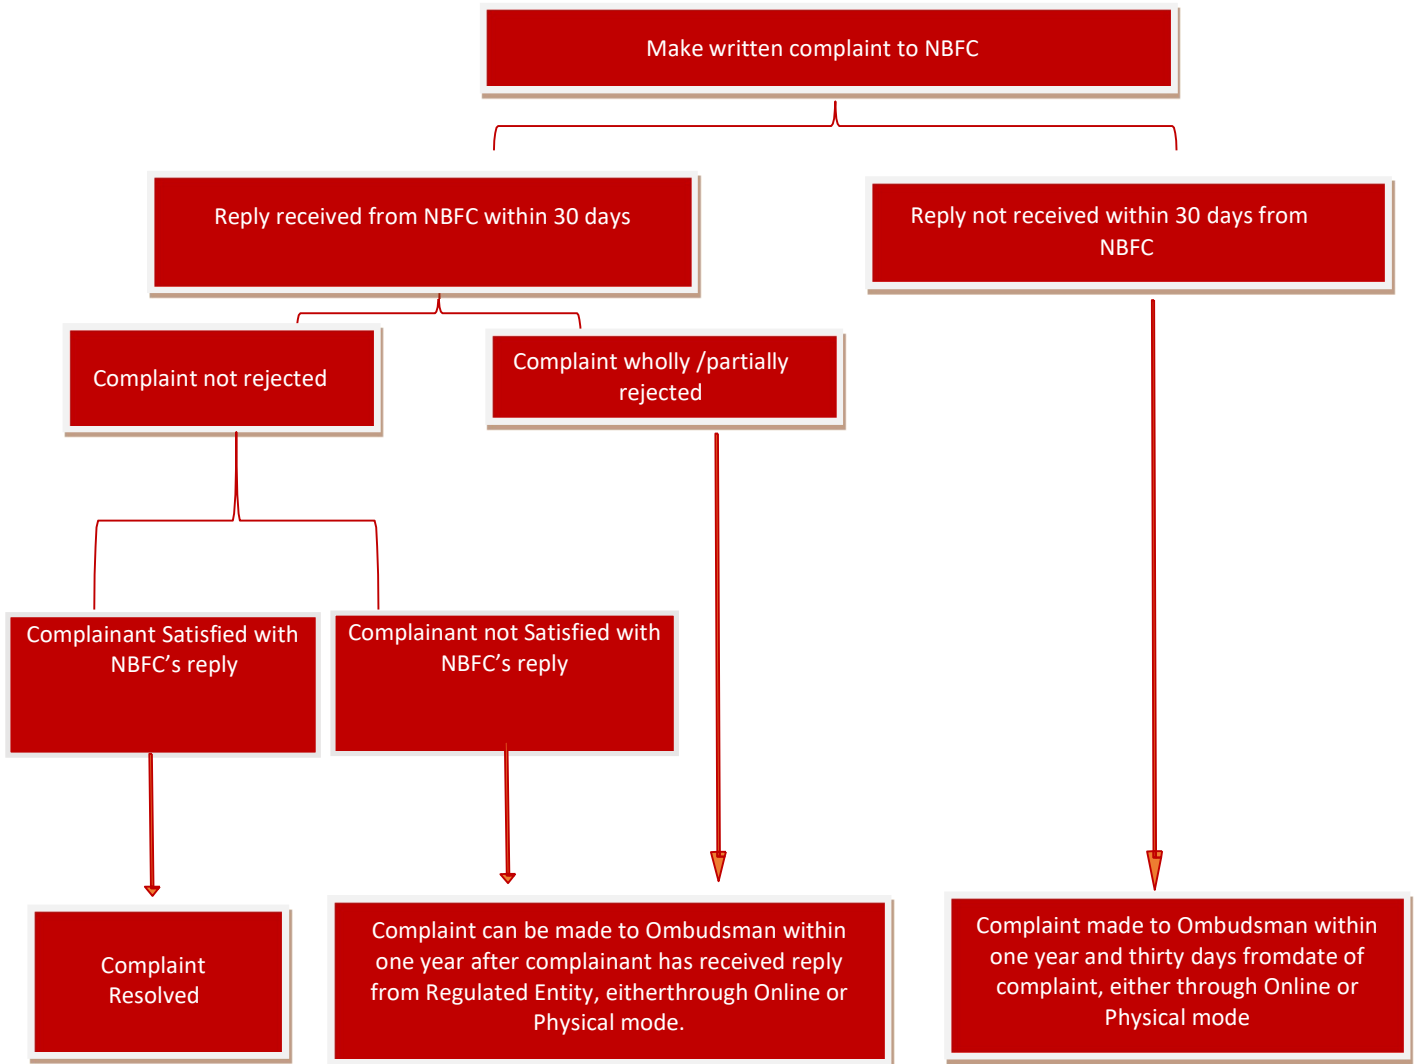 Make written complaint to NBFC
Reply received from NBFC within 30 days
Reply not received within 30 days from
NBFC
Complaint not rejected
Complaint wholly /partially
rejected
Complainant Satisfied with
NBFC’s reply
Complainant not Satisfied with
NBFC’s reply
Complaint
Resolved
Complaint can be made to Ombudsman within
one year after complainant has received reply
from Regulated Entity, eitherthrough Online or
Physical mode.
Complaint made to Ombudsman within
one year and thirty days fromdate of
complaint, either through Online or
Physical mode